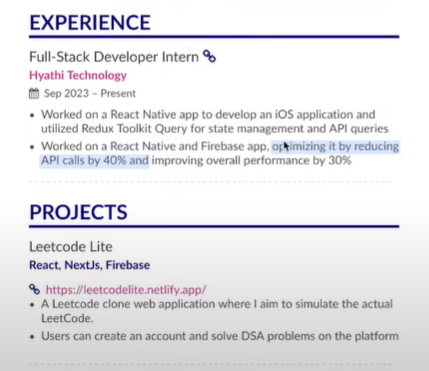 EXPERIENCE
Full-Stack Developer Intern
Hyathi Technology
Sep 2023 – Present
• Worked on a React Native app to develop an iOS application and
utilized Redux Toolkit Query for state management and API queries
• Worked on a React Native and Firebase app, optimizing it by reducing
API calls by 40% and improving overall performance by 30%
PROJECTS
Leetcode Lite
React, NextJs, Firebase
https://leetcodelite.netlify.app/
• A Leetcode clone web application where I aim to simulate the actual
LeetCode.
• Users can create an account and solve DSA problems on the platform